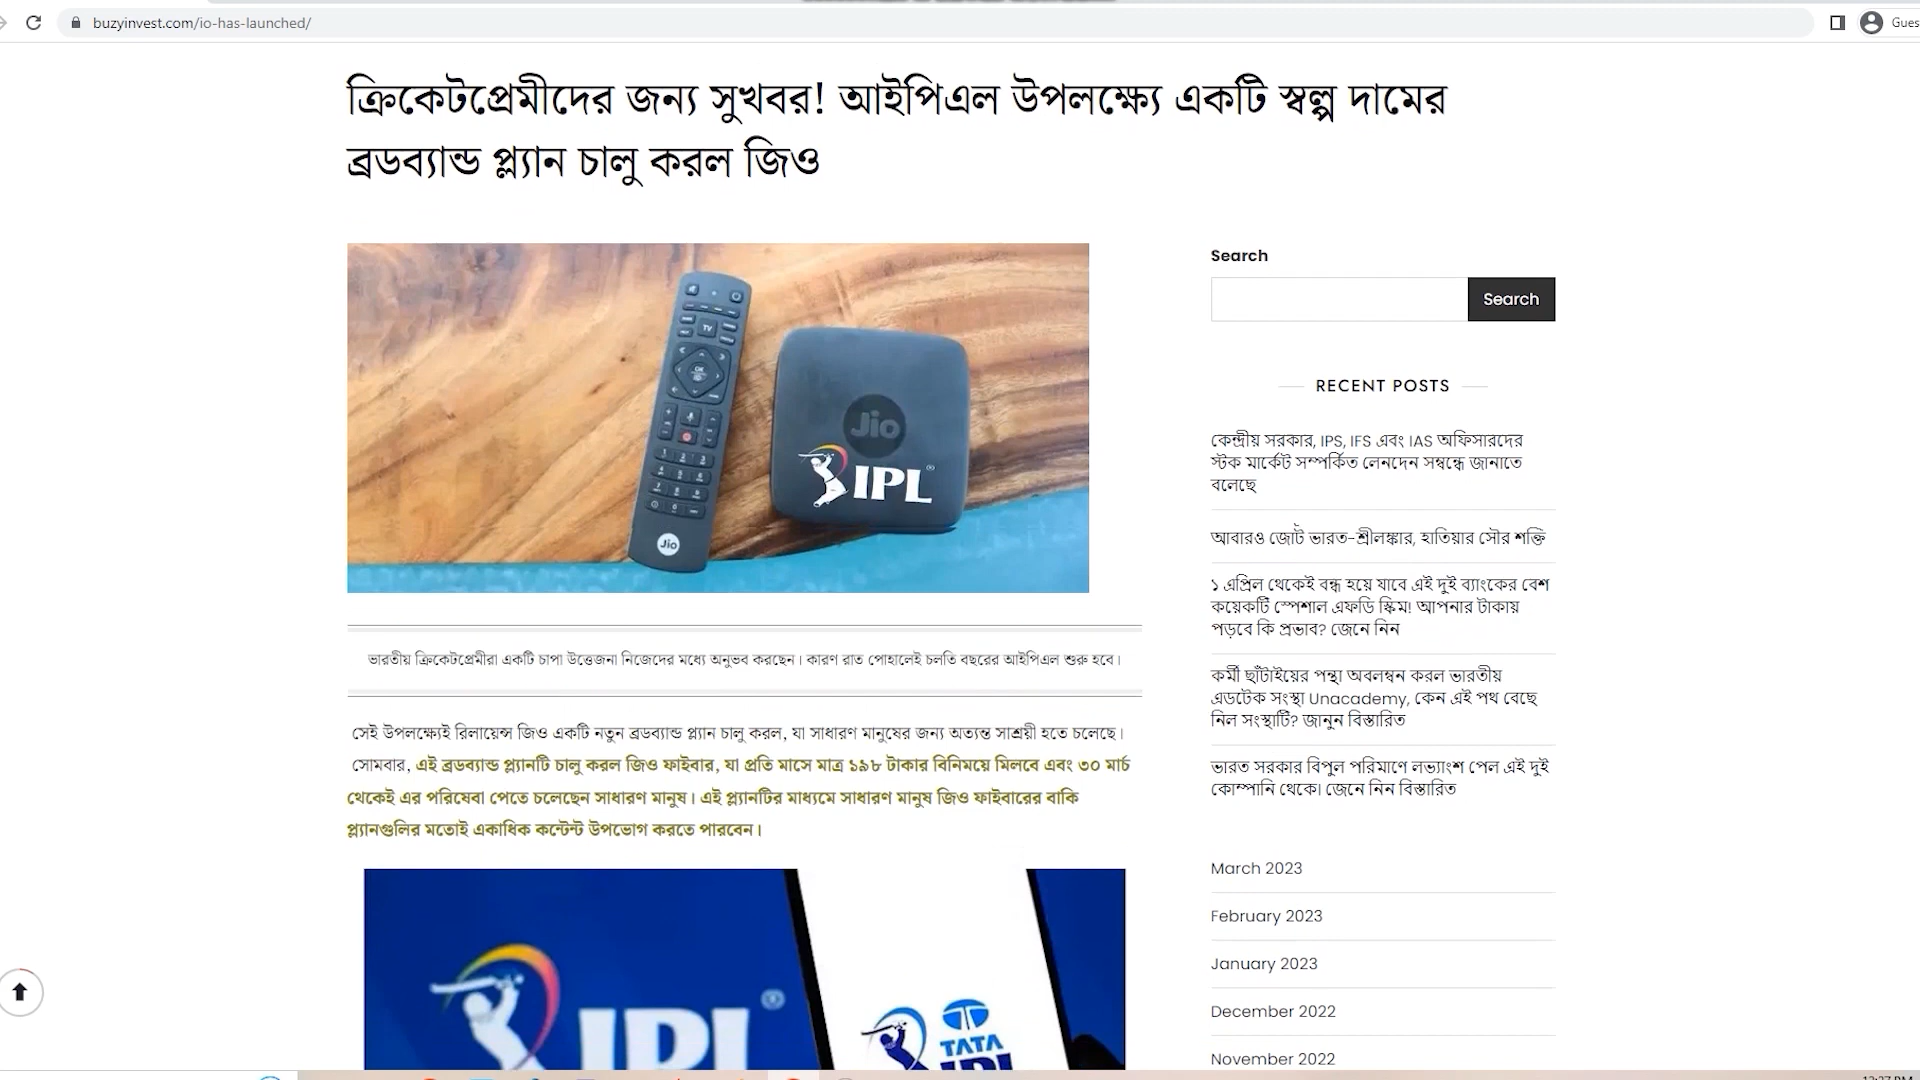 buzyinvest.com/io-has-launched/
ক্রিকেটপ্রেমীদের জন্য সুখবর! আইপিএল উপলক্ষ্যে একটি স্বল্প দামের
ব্রডব্যান্ড প্ল্যান চালু করল জিও
TV
OK
Jio
Jio
IPL
ভারতীয় ক্রিকেটপ্রেমীরা একটি চাপা উত্তেজনা নিজেদের মধ্যে অনুভব করছেন। কারণ রাত পোহালেই চলতি বছরের আইপিএল শুরু হবে।
সেই উপলক্ষ্যেই রিলায়েন্স জিও একটি নতুন ব্রডব্যান্ড প্ল্যান চালু করল, যা সাধারণ মানুষের জন্য অত্যন্ত সাশ্রয়ী হতে চলেছে।
সোমবার, এই ব্রডব্যান্ড প্ল্যানটি চালু করল জিও ফাইবার, যা প্রতি মাসে মাত্র ১৯৮ টাকার বিনিময়ে মিলবে এবং ৩০ মার্চ
থেকেই এর পরিষেবা পেতে চলেছেন সাধারণ মানুষ। এই প্ল্যানটির মাধ্যমে সাধারণ মানুষ জিও ফাইবারের বাকি
প্ল্যানগুলির মতোই একাধিক কন্টেন্ট উপভোগ করতে পারবেন।
IPL
TATA
IPL
Search
Search
RECENT POSTS
কেন্দ্রীয় সরকার, IPS, IFS এবং IAS অফিসারদের
স্টক মার্কেট সম্পর্কিত লেনদেন সম্বন্ধে জানাতে
বলেছে
আবারও জোট ভারত-শ্রীলঙ্কার, হাতিয়ার সৌর শক্তি
১ এপ্রিল থেকেই বন্ধ হয়ে যাবে এই দুই ব্যাংকের বেশ
কয়েকটি স্পেশাল এফডি স্কিম! আপনার টাকায়
পড়বে কি প্রভাব? জেনে নিন
কর্মী ছাঁটাইয়ের পন্থা অবলম্বন করল ভারতীয়
এডটেক সংস্থা Unacademy, কেন এই পথ বেছে
নিল সংস্থাটি? জানুন বিস্তারিত
ভারত সরকার বিপুল পরিমাণে লভ্যাংশ পেল এই দুই
কোম্পানি থেকে। জেনে নিন বিস্তারিত
March 2023
February 2023
January 2023
December 2022
November 2022